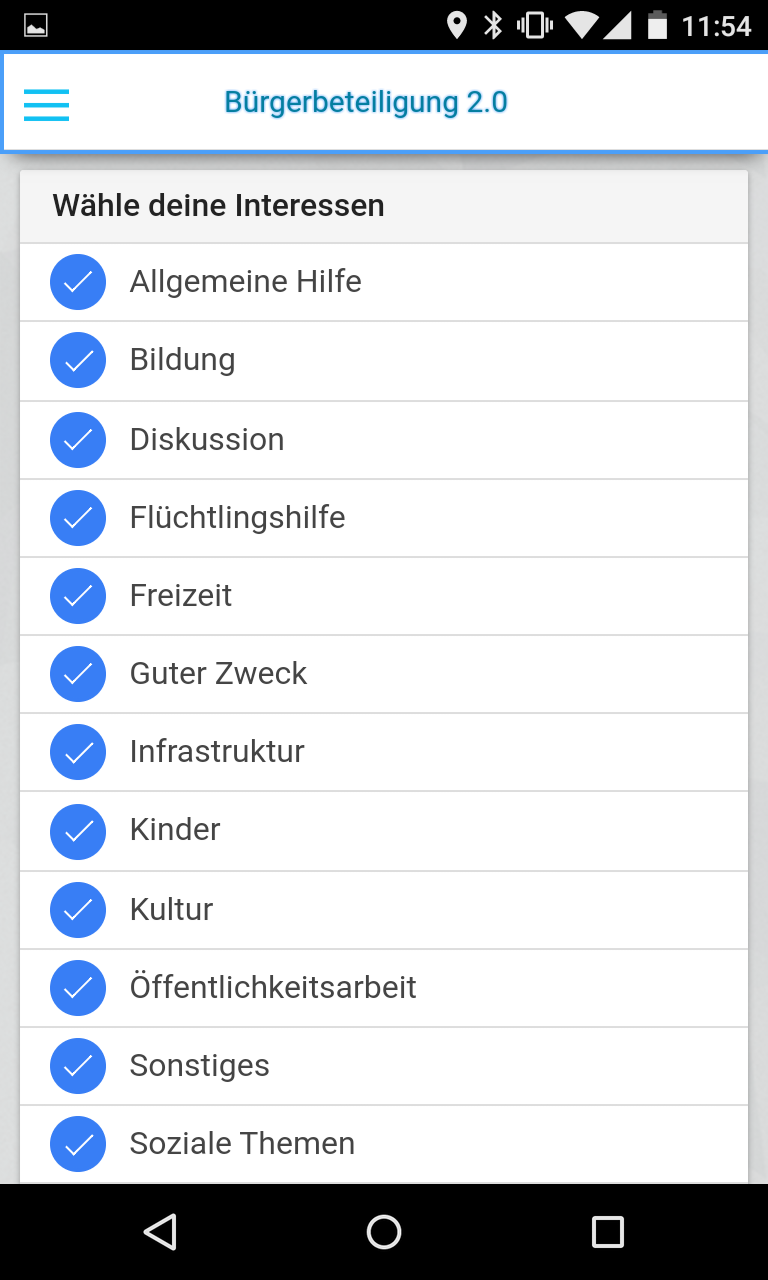 11:54
Bürgerbeteiligung 2.0
Wähle deine Interessen
Allgemeine Hilfe
Bildung
Diskussion
Flüchtlingshilfe
Freizeit
Guter Zweck
Infrastruktur
Kinder
Kultur
Öffentlichkeitsarbeit
Sonstiges
Soziale Themen